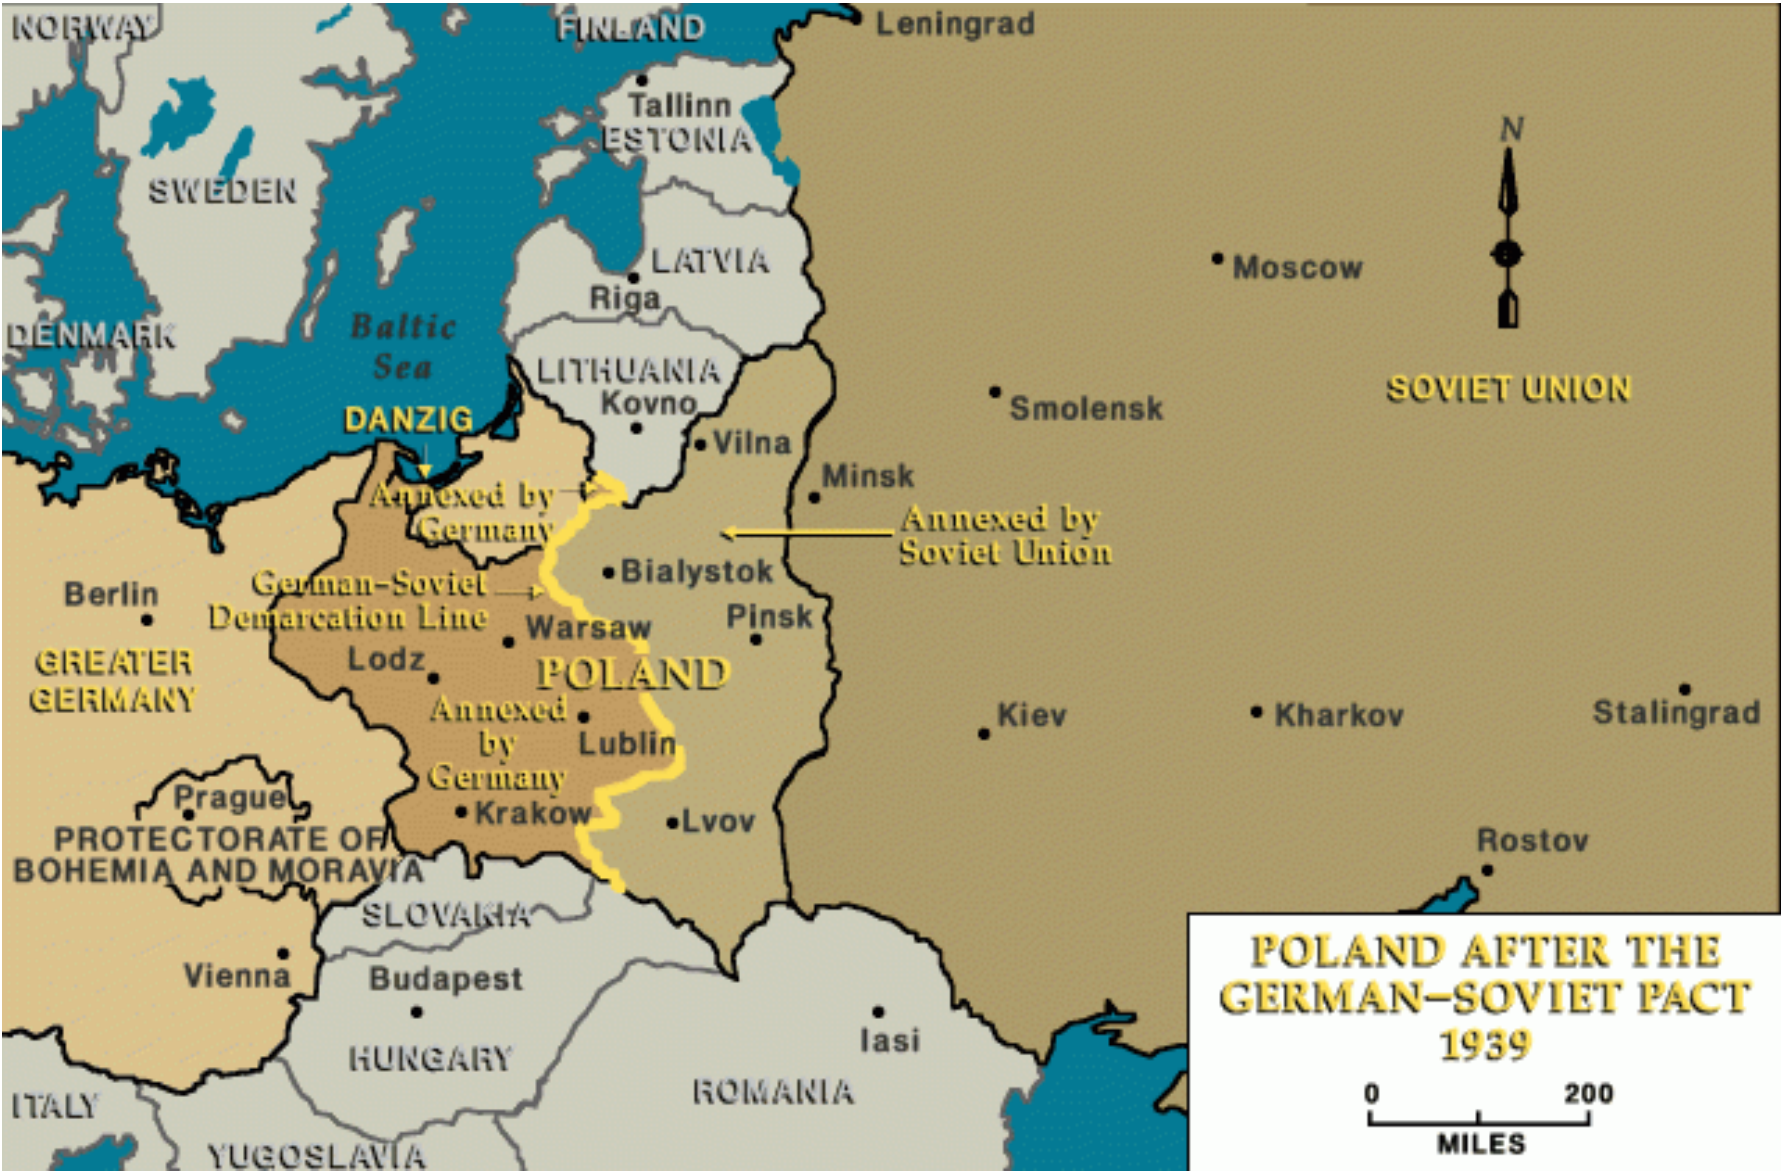 NORWAY
FINLAND
Leningrad
Tallinn
ESTONIA
N
SWEDEN
LATVIA
Moscow
Riga
Baltic
Sea
DENMARK
LITHUANIA
SOVIET UNION
Kovno
Smolensk
DANZIG
Vilna
Minsk
Annexed by
Germany
Annexed by
Soviet Union
Bialystok
German-Soviet
Demarcation Line
Berlin
Pinsk
Warsaw
Lodz
POLAND
GREATER
GERMANY
Annexed
by
Germany
Lublin
Kiev
Kharkov
Stalingrad
Prague
Krakow
Lvov
PROTECTORATE OF
BOHEMIA AND MORAVIA
Rostov
SLOVAKIA
Vienna
Budapest
Iasi
HUNGARY
ROMANIA
ITALY
YUGOSLAVIA
POLAND AFTER THE
GERMAN–SOVIET PACT
1939
0 200
MILES